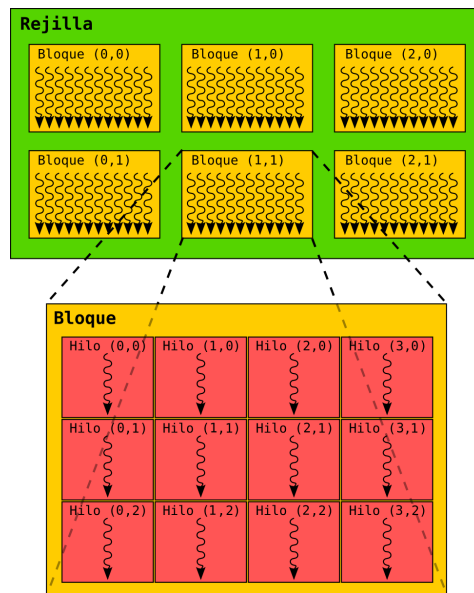 Rejilla
Bloque (0,0) Bloque (1,0) Bloque (2,0)
Bloque (0,1) Bloque (1,1) Bloque (2,1)
Bloque
Hilo (0,0) Hilo (1,0) Hilo (2,0) Hilo (3,0)
Hilo (0,1) Hilo (1,1) Hilo (2,1) Hilo (3,1)
Hilo (0,2) Hilo (1,2) Hilo (2,2) Hilo (3,2)